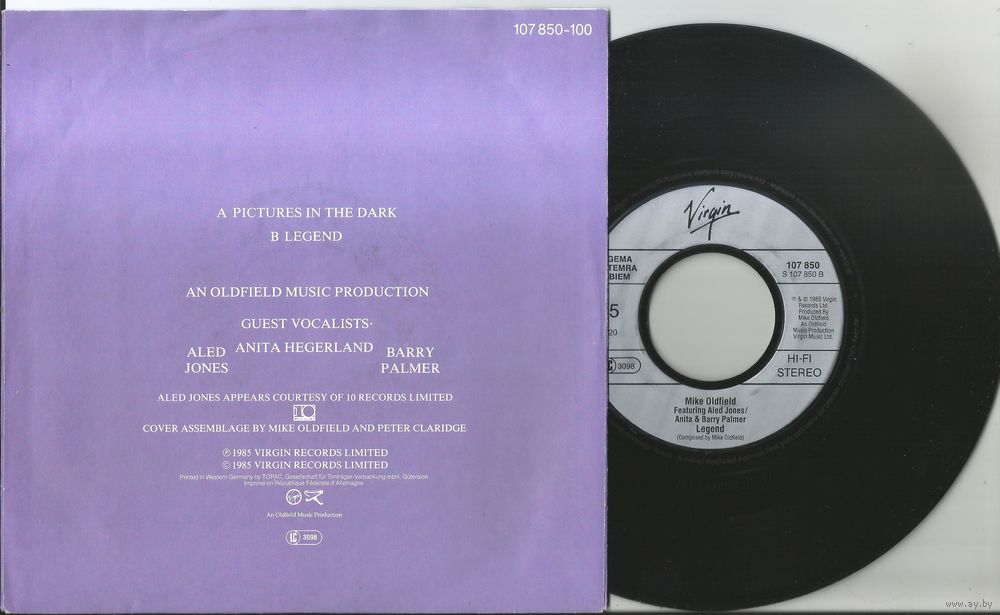 107 850-100
A PICTURES IN THE DARK
B LEGEND
AN OLDFIELD MUSIC PRODUCTION
GUEST VOCALISTS·
ALED JONES
ANITA HEGERLAND
BARRY PALMER
ALED JONES APPEARS COURTESY OF 10 RECORDS LIMITED
10
COVER ASSEMBLAGE BY MIKE OLDFIELD AND PETER CLARIDGE
℗ 1985 VIRGIN RECORDS LIMITED
© 1985 VIRGIN RECORDS LIMITED
Printed in Western Germany by TOPAC, Gesellschaft für Tonträger-Verpackung mbH, Gütersloh
Imprimé en République Fédérale d'Allemagne
An Oldfield Music Production
LC 3098
Virgin
GEMA
TEMRA
BIEM
107 850
S 107 850 B
5
20
℗ & © 1985 Virgin
Records Ltd.
Produced By
Mike Oldfield
An Oldfield
Music Production
Virgin Music Ltd.
3098
HI-FI
STEREO
Mike Oldfield
Featuring Aled Jones/
Anita & Barry Palmer
Legend
(Composed by Mike Oldfield)
www.ay.by